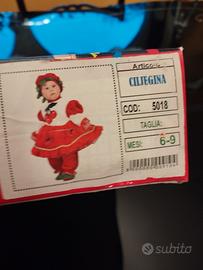 Articolo
CILIEGINA
COD: 5018
TAGLIA:
MESI: 6-9
subito